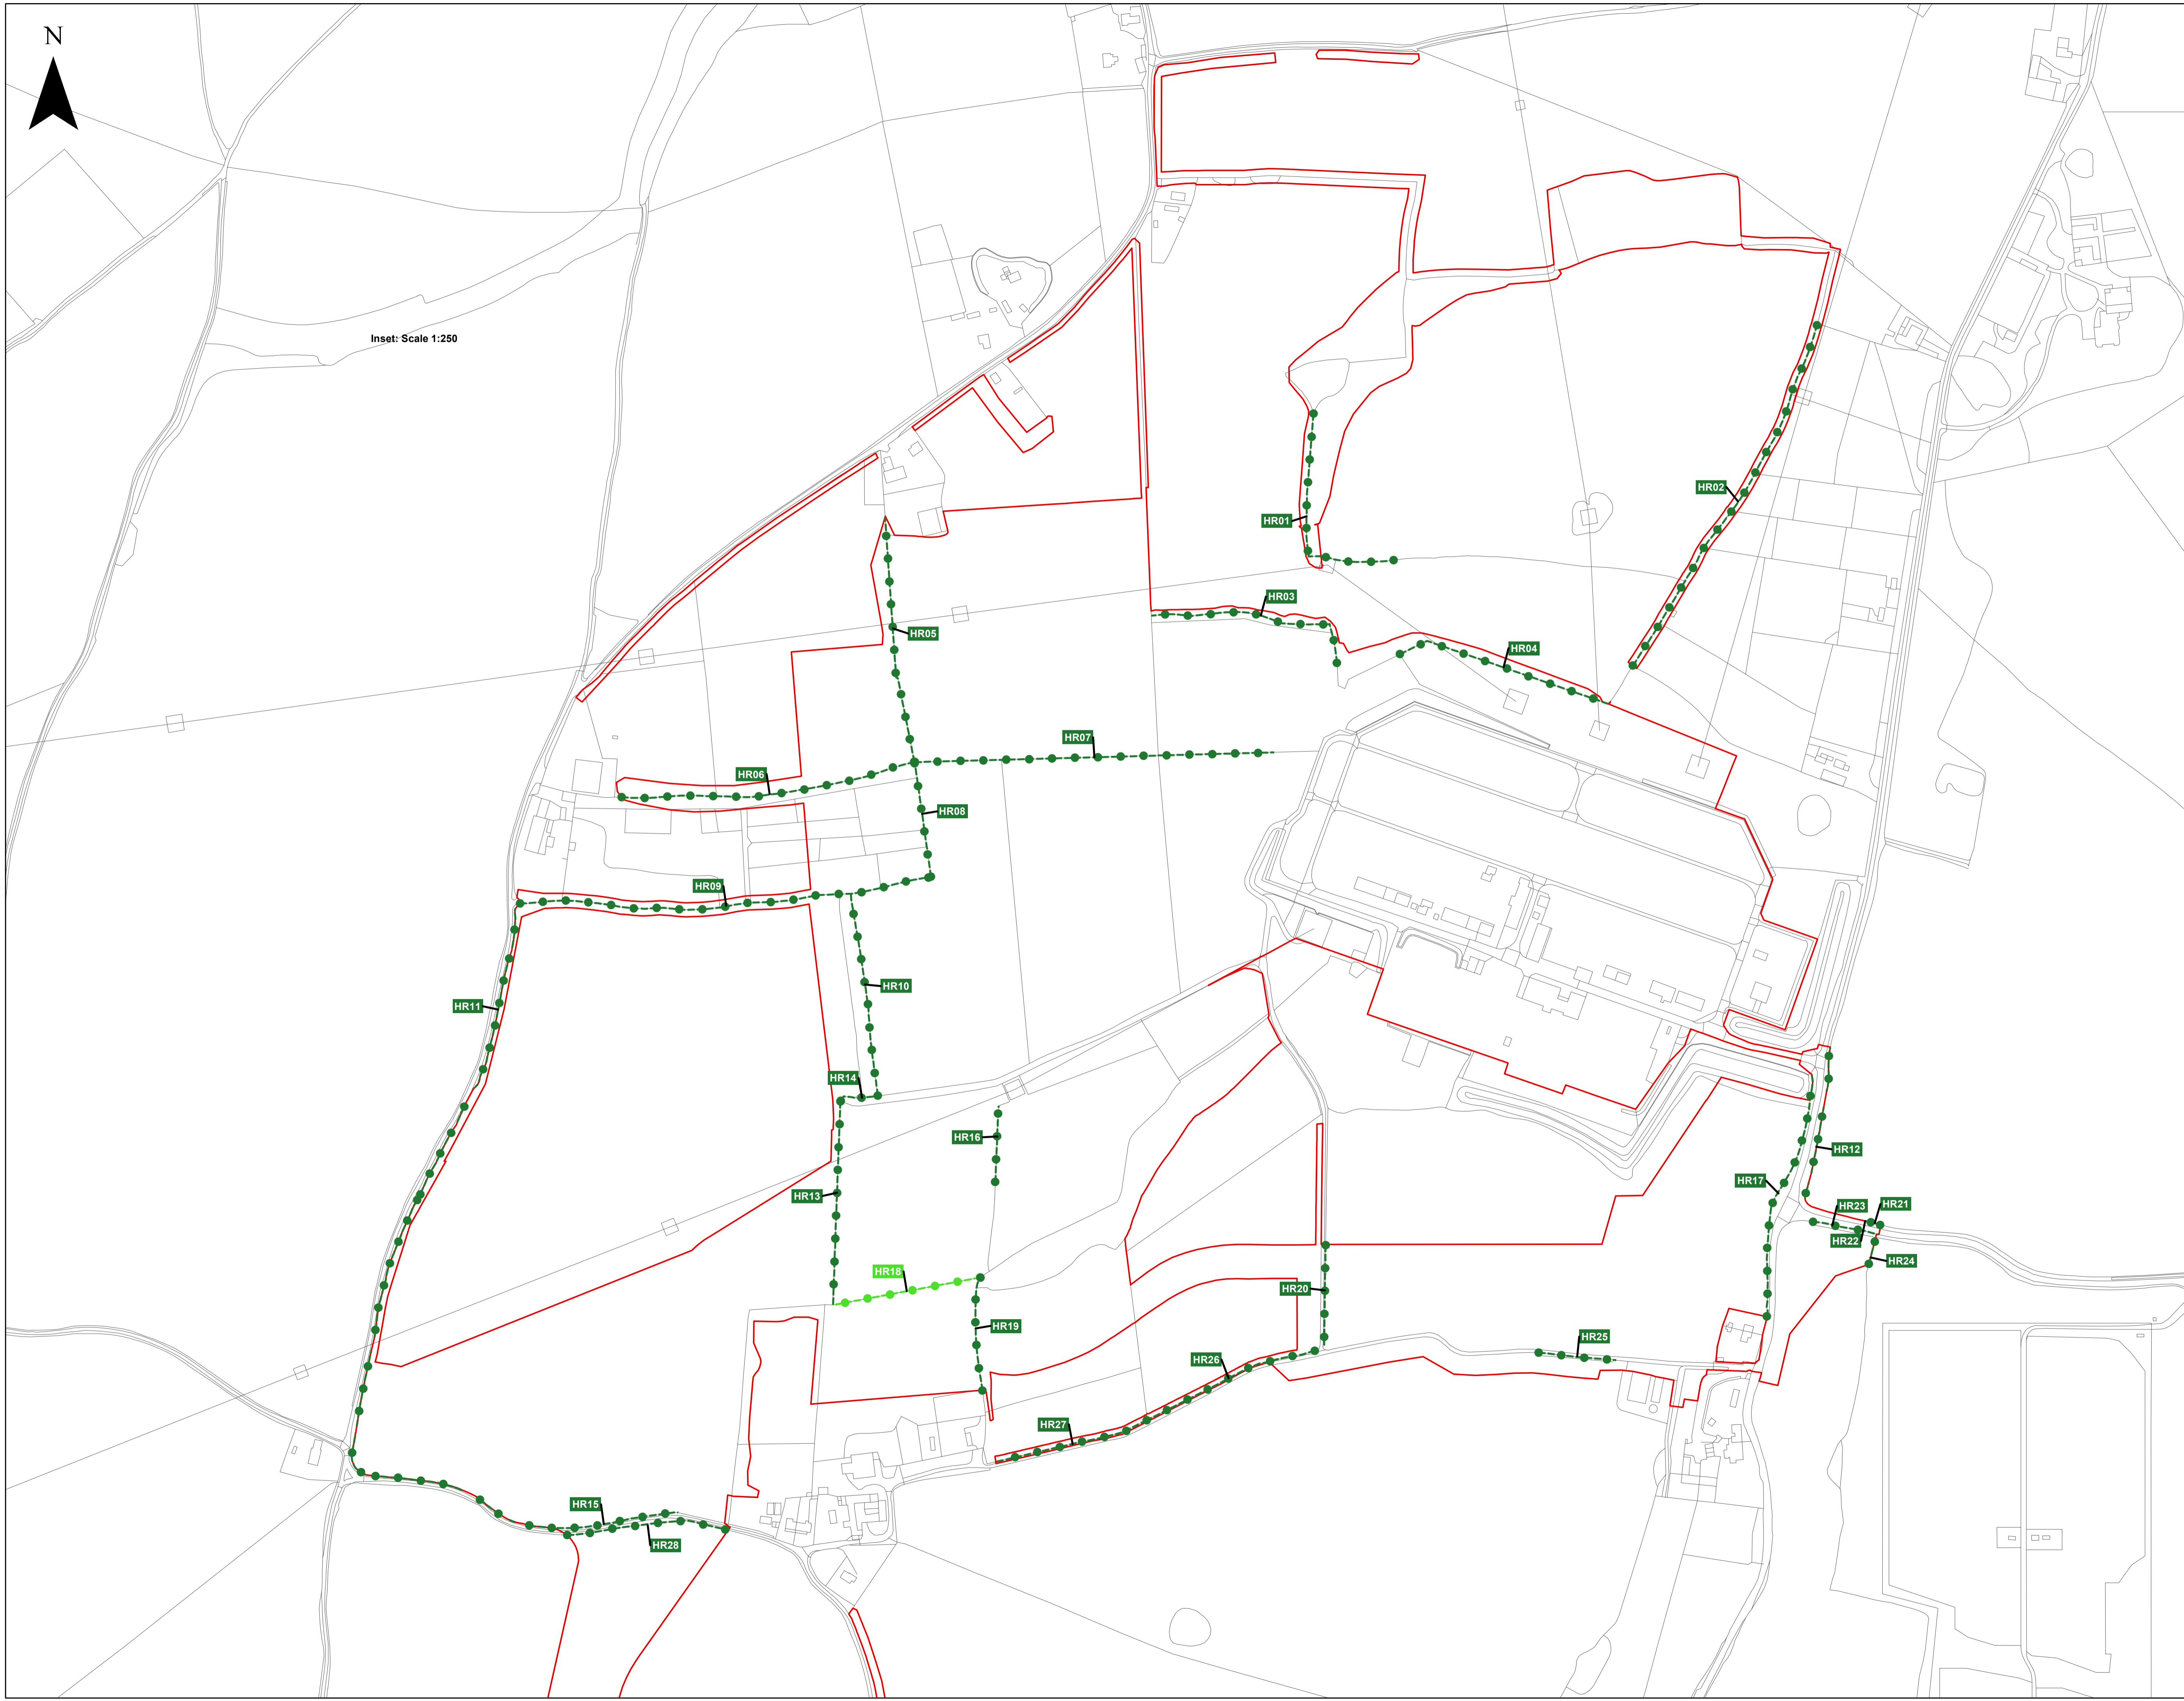 N
Inset: Scale 1:250
HR02
HR01
HR03
HR05
HR04
HR07
HR06
HR08
HR09
HR10
HR11
HR14
HR16
HR12
HR17
HR13
HR23
HR21
HR22
HR24
HR18
HR20
HR19
HR25
HR26
HR27
HR15
HR28